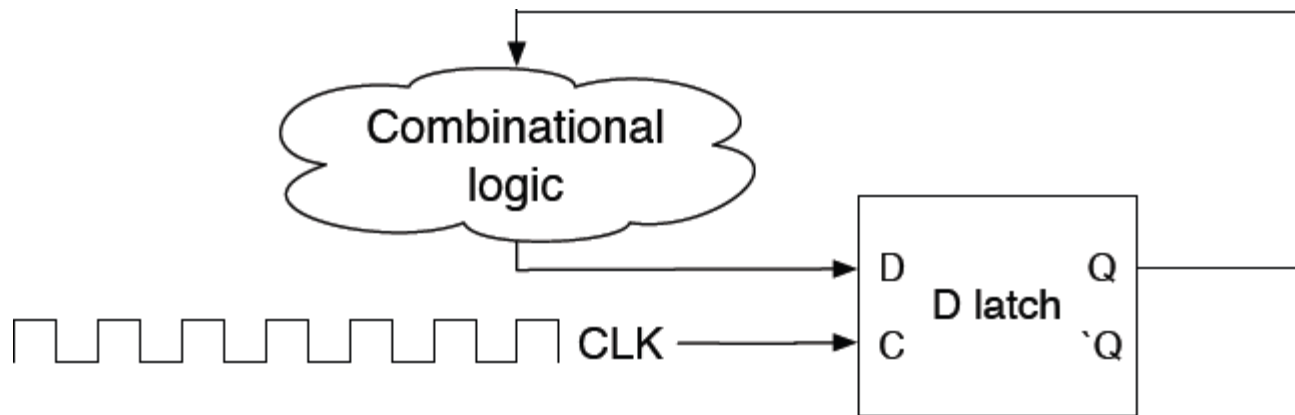 Combinational
logic
D Q
D latch
CLK
C `Q